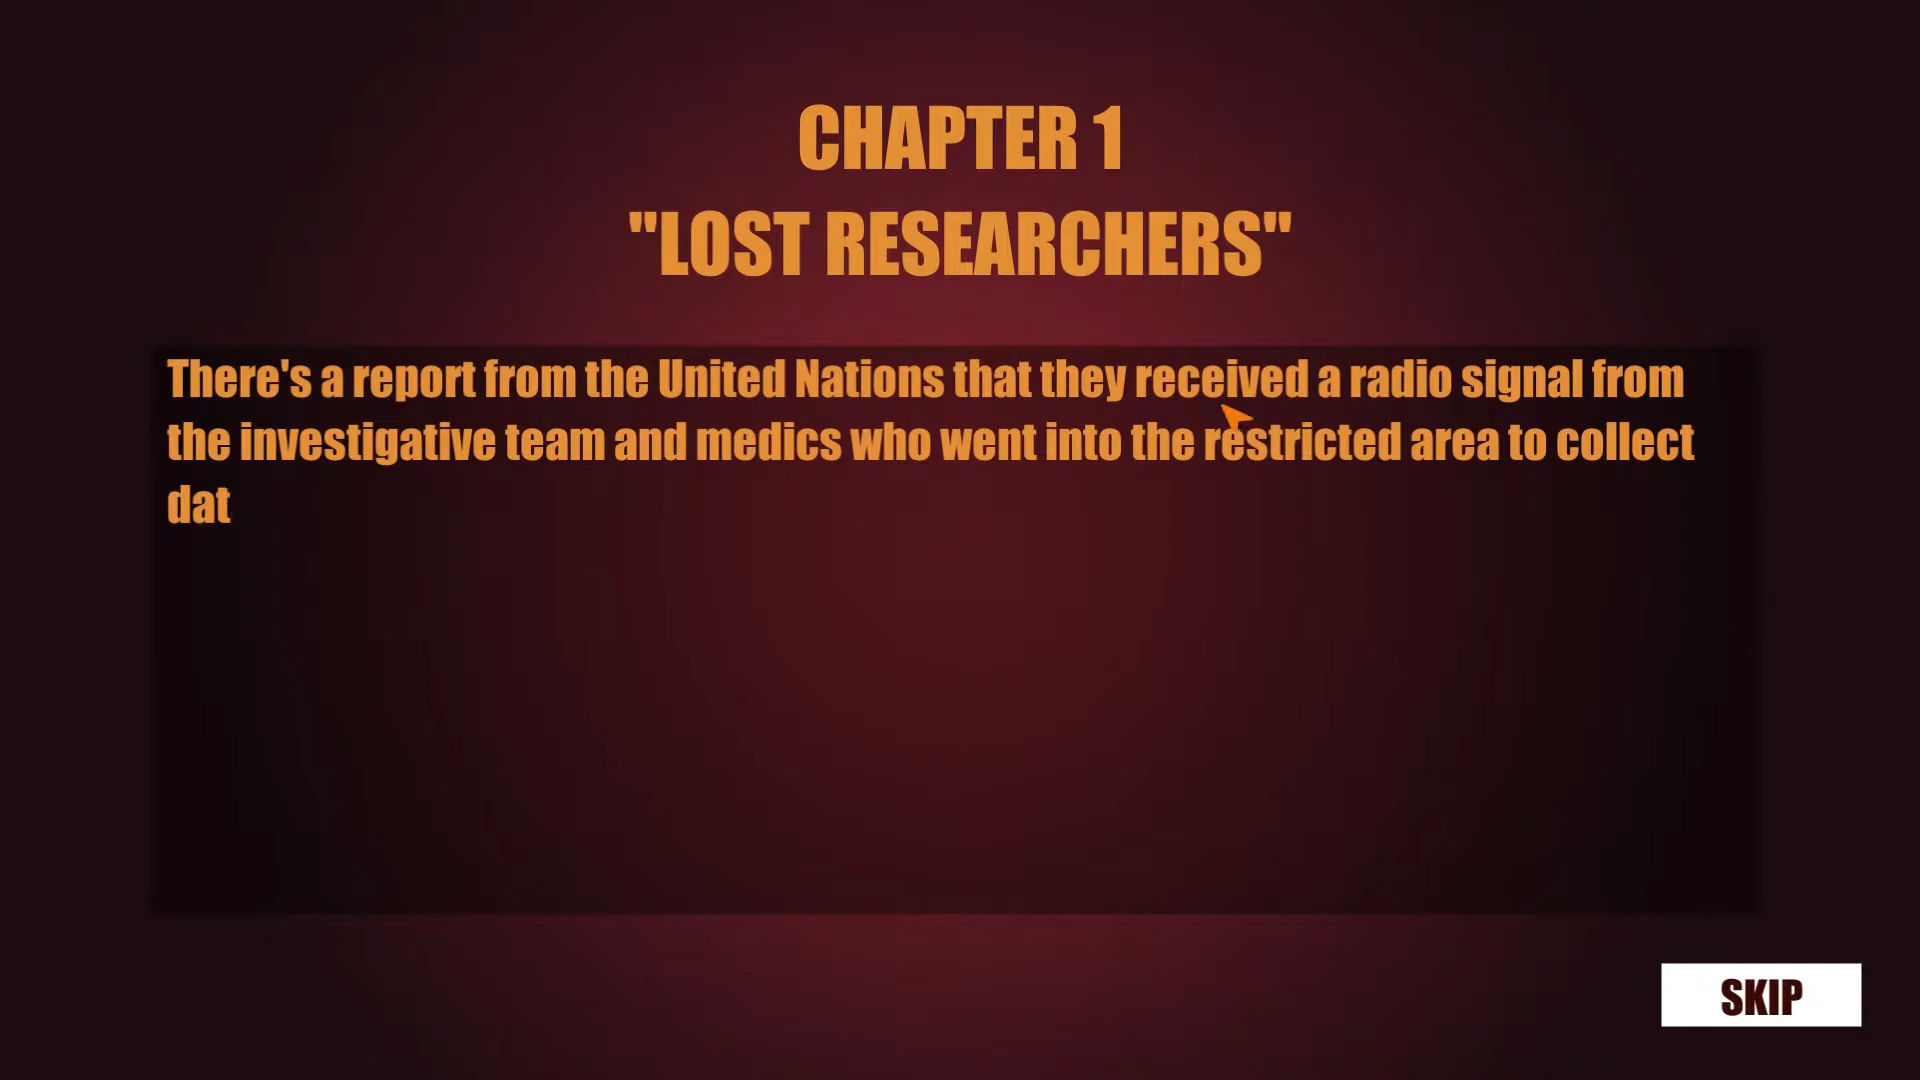 CHAPTER 1
"LOST RESEARCHERS"
There's a report from the United Nations that they received a radio signal from
the investigative team and medics who went into the restricted area to collect
dat
SKIP